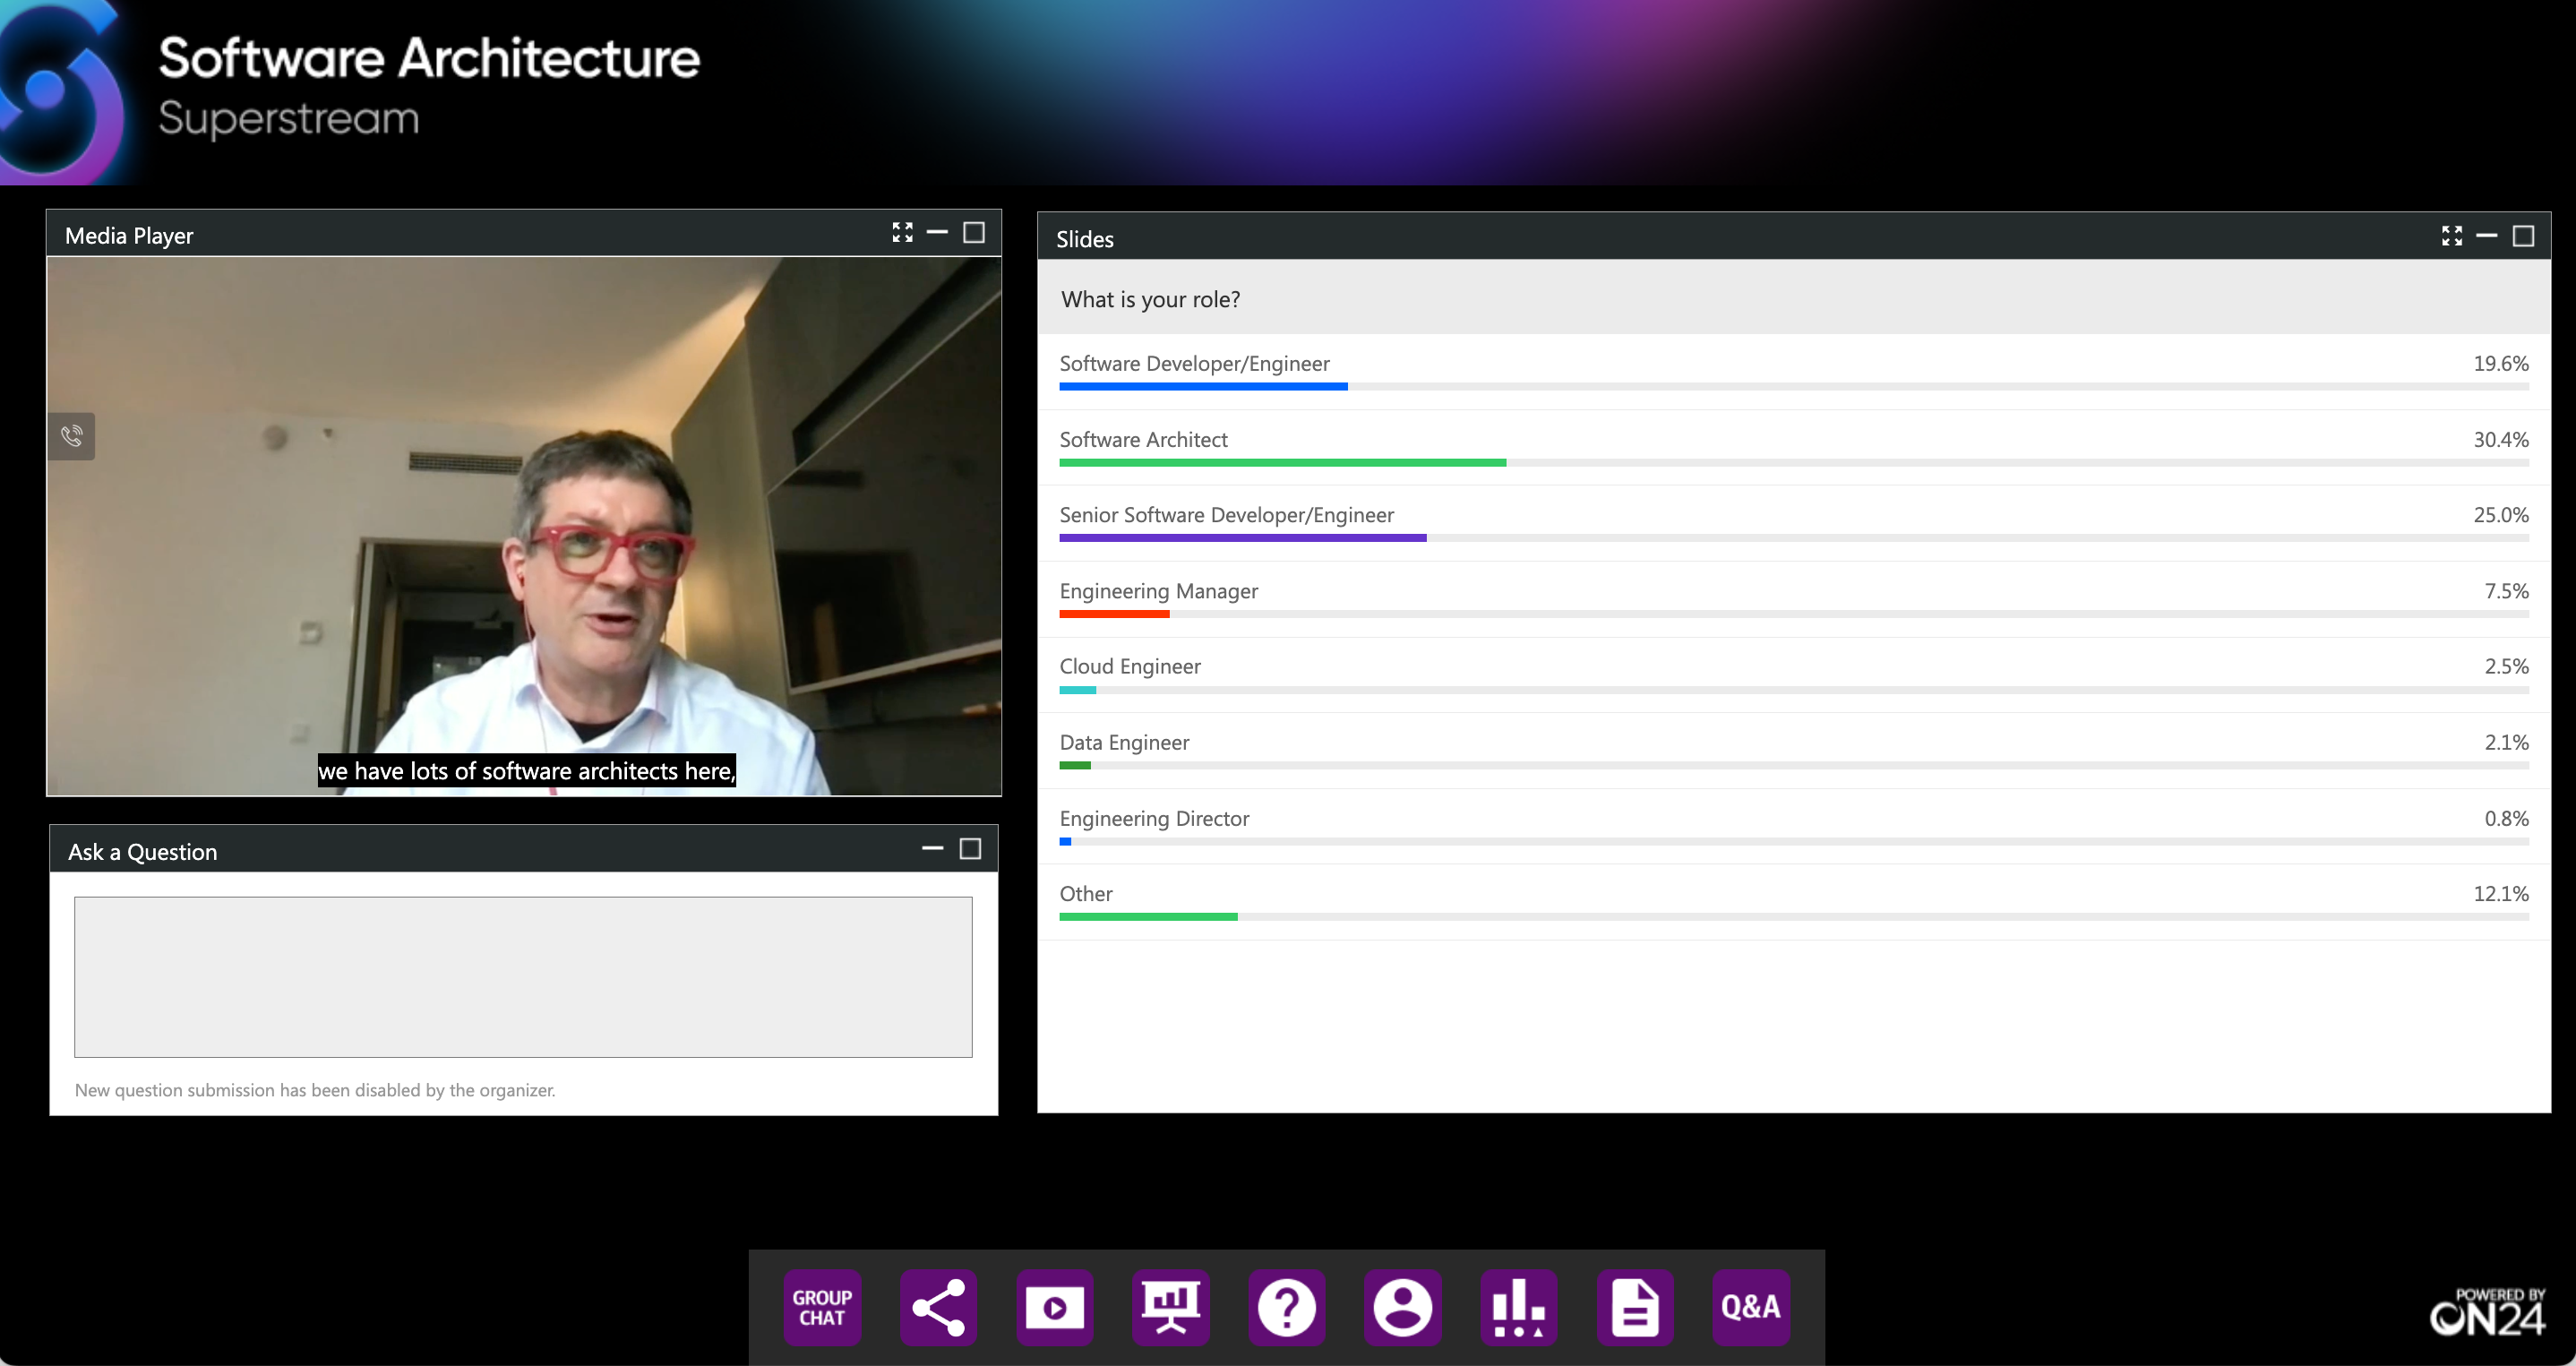 Software Architecture
Superstream
Media Player
we have lots of software architects here,
Ask a Question
New question submission has been disabled by the organizer.
Slides
What is your role?
Software Developer/Engineer 19.6%
Software Architect 30.4%
Senior Software Developer/Engineer 25.0%
Engineering Manager 7.5%
Cloud Engineer 2.5%
Data Engineer 2.1%
Engineering Director 0.8%
Other 12.1%
GROUP
CHAT
?
Q&A
POWERED BY
ON24